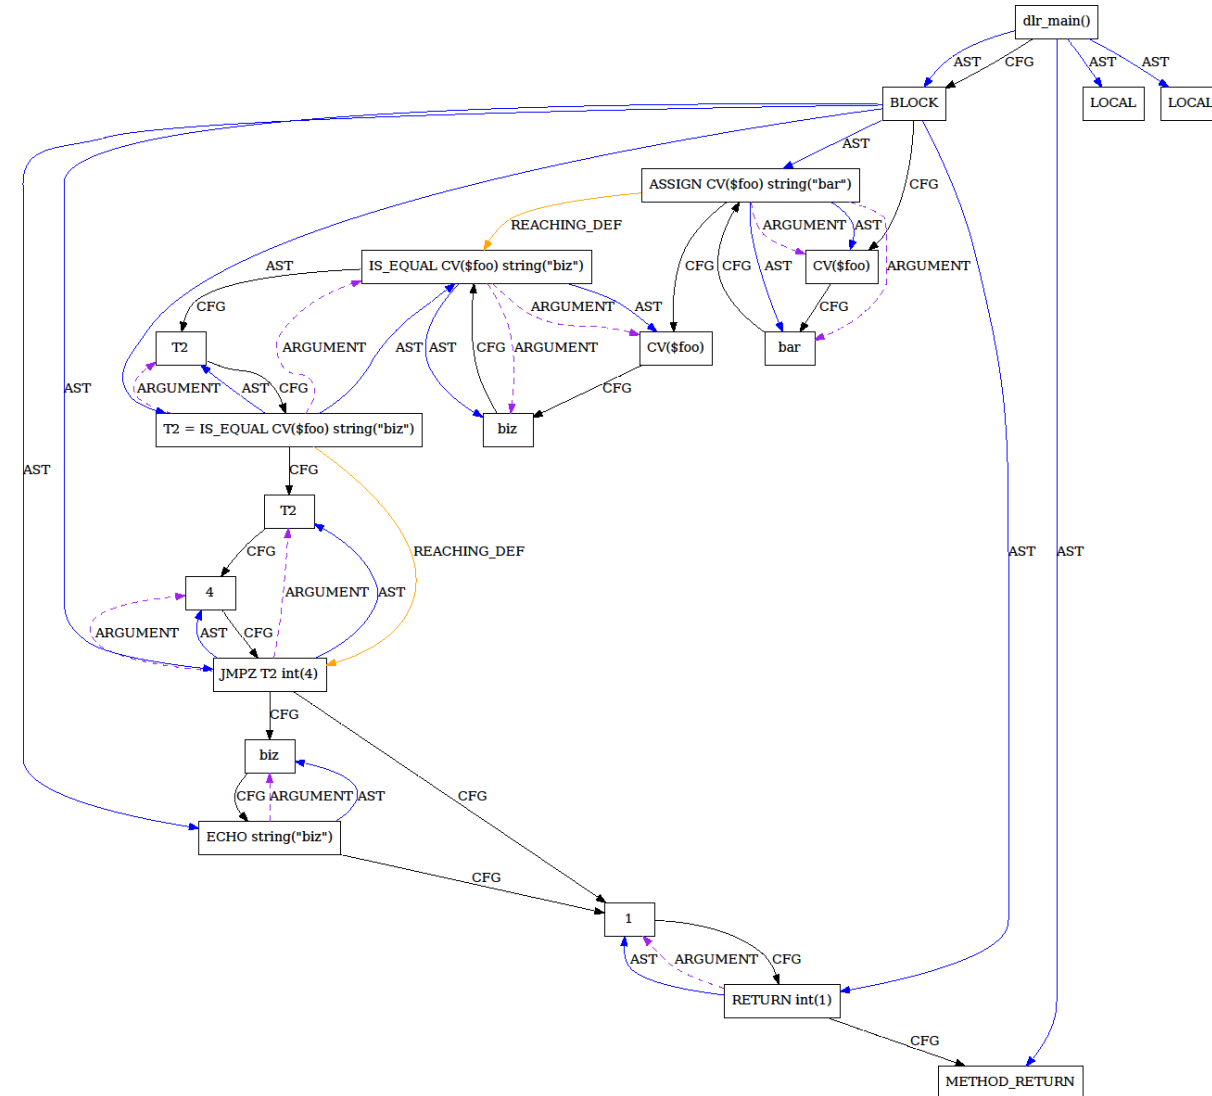 dlr_main()
AST
CFG
AST
AST
BLOCK
LOCAL
LOCAL
AST
ASSIGN CV($foo) string("bar")
CFG
REACHING_DEF
ARGUMENT
AST
AST
IS_EQUAL CV($foo) string("biz")
CFG
CFG
AST
CV($foo)
ARGUMENT
CFG
ARGUMENT
AST
CFG
T2
ARGUMENT
AST
AST
CFG
ARGUMENT
CV($foo)
bar
ARGUMENT
AST
CFG
CFG
T2 = IS_EQUAL CV($foo) string("biz")
biz
AST
AST
CFG
T2
CFG
REACHING_DEF
AST
AST
4
ARGUMENT
AST
ARGUMENT
AST
CFG
JMPZ T2 int(4)
CFG
biz
CFG
ARGUMENT
AST
CFG
ECHO string("biz")
CFG
1
AST
ARGUMENT
CFG
RETURN int(1)
CFG
METHOD_RETURN